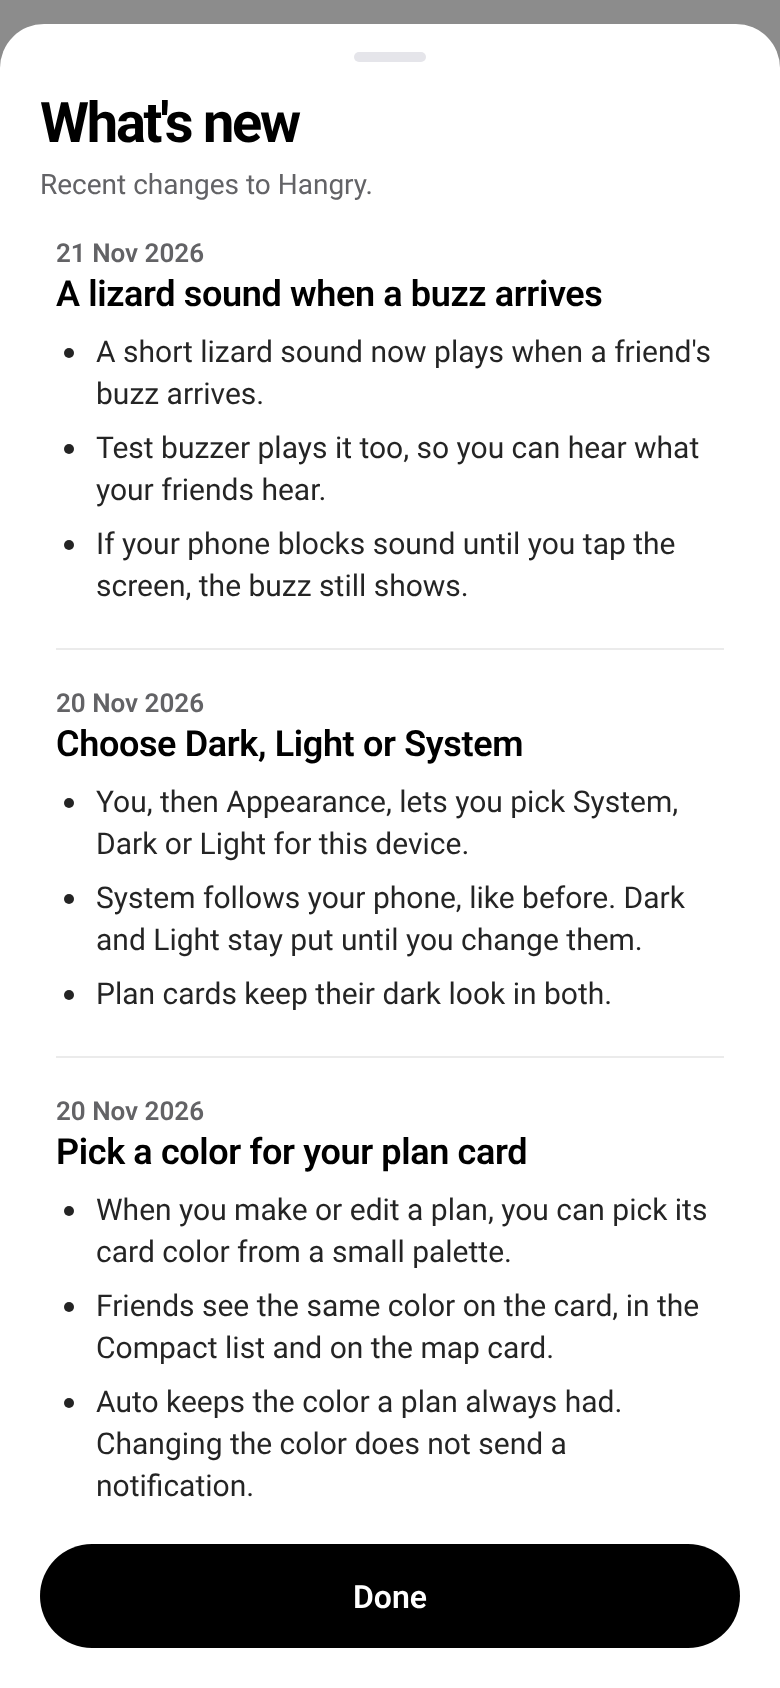 What's new
Recent changes to Hangry.
21 Nov 2026
A lizard sound when a buzz arrives
• A short lizard sound now plays when a friend's
buzz arrives.
• Test buzzer plays it too, so you can hear what
your friends hear.
• If your phone blocks sound until you tap the
screen, the buzz still shows.
20 Nov 2026
Choose Dark, Light or System
• You, then Appearance, lets you pick System,
Dark or Light for this device.
• System follows your phone, like before. Dark
and Light stay put until you change them.
• Plan cards keep their dark look in both.
20 Nov 2026
Pick a color for your plan card
• When you make or edit a plan, you can pick its
card color from a small palette.
• Friends see the same color on the card, in the
Compact list and on the map card.
• Auto keeps the color a plan always had.
Changing the color does not send a
notification.
Done